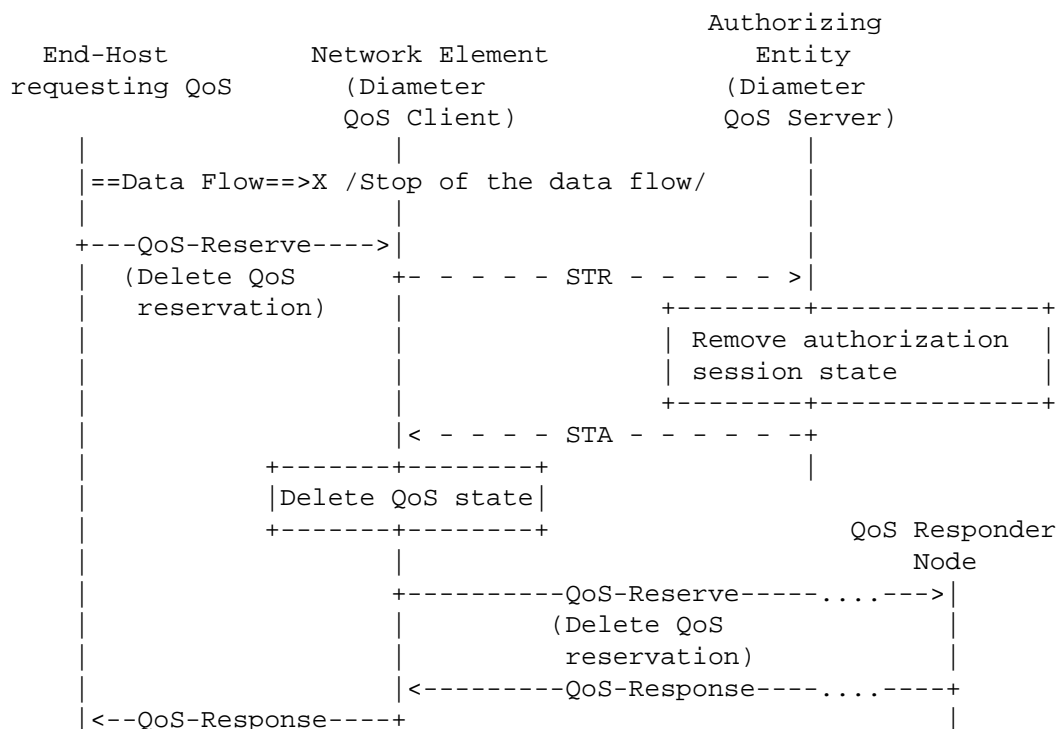 Authorizing
  End-Host         Network Element                Entity
requesting QoS       (Diameter                  (Diameter
                     QoS Client)                QoS Server)
     |                   |                          |
     |==Data Flow==>X /Stop of the data flow/       |
     |                   |                          |
     +---QoS-Reserve---->|                          |
     |  (Delete QoS      +- - - - - STR - - - - - >|
     |   reservation)    |                +--------+--------------+
     |                   |                | Remove authorization  |
     |                   |                | session state         |
     |                   |                +--------+--------------+
     |                   |< - - - - STA - - - - - -+
     |           +-------+--------+                |
     |           |Delete QoS state|
     |           +-------+--------+                   QoS Responder
     |                   |                                Node
     |                   +----------QoS-Reserve-----....--->|
     |                   |         (Delete QoS              |
     |                   |          reservation)            |
     |                   |<---------QoS-Response----....----+
     |<--QoS-Response----+                                  |